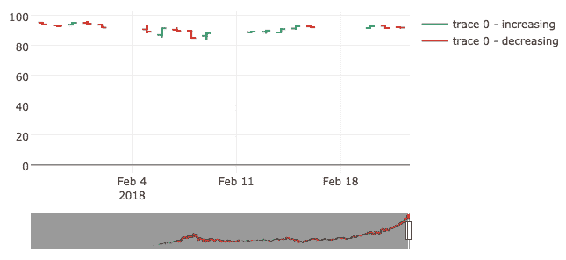 100
80
60
40
20
0
Feb 4
2018
Feb 11
Feb 18
trace 0 - increasing
trace 0 - decreasing